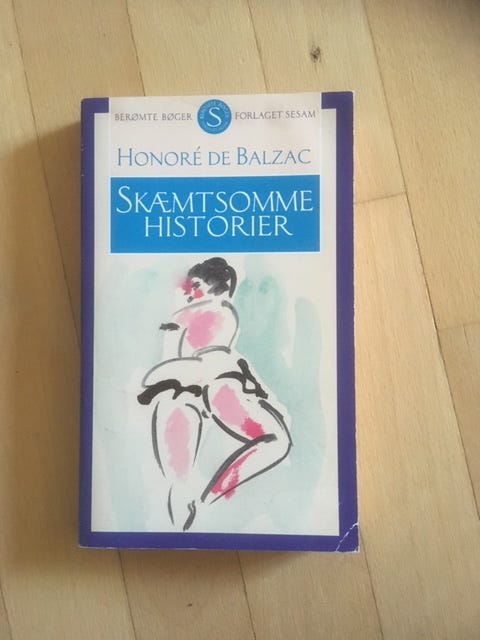 BERØMTE BØGER S FORLAGET SESAM
HONORÉ DE BALZAC
SKÆMTSOMME
HISTORIER